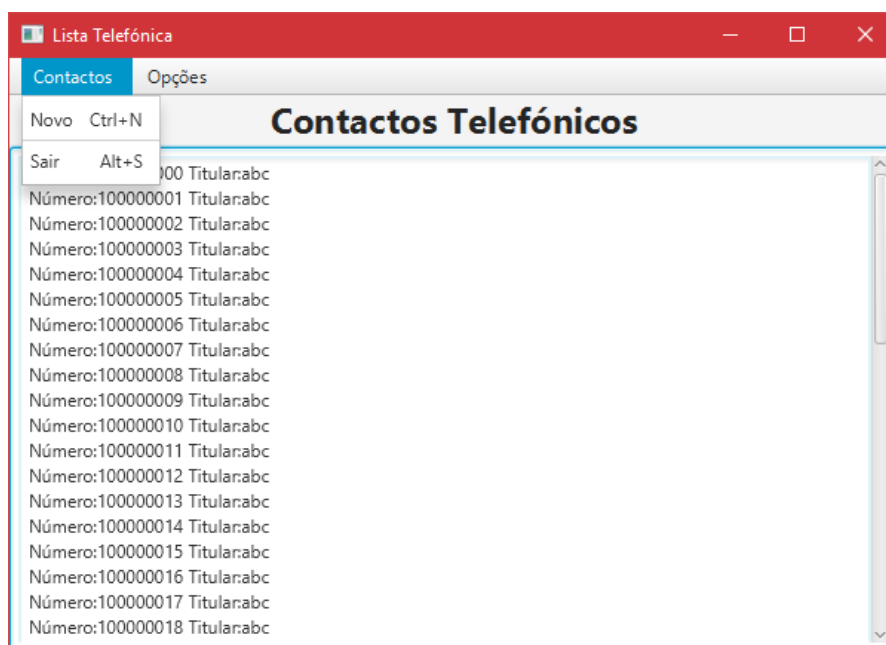 Lista Telefónica
Contactos Opções
Novo Ctrl+N
Contactos Telefónicos
Sair Alt+S
000 Titular:abc
Número:100000001 Titular:abc
Número:100000002 Titular:abc
Número:100000003 Titular:abc
Número:100000004 Titular:abc
Número:100000005 Titular:abc
Número:100000006 Titular:abc
Número:100000007 Titular:abc
Número:100000008 Titular:abc
Número:100000009 Titular:abc
Número:100000010 Titular:abc
Número:100000011 Titular:abc
Número:100000012 Titular:abc
Número:100000013 Titular:abc
Número:100000014 Titular:abc
Número:100000015 Titular:abc
Número:100000016 Titular:abc
Número:100000017 Titular:abc
Número:100000018 Titular:abc